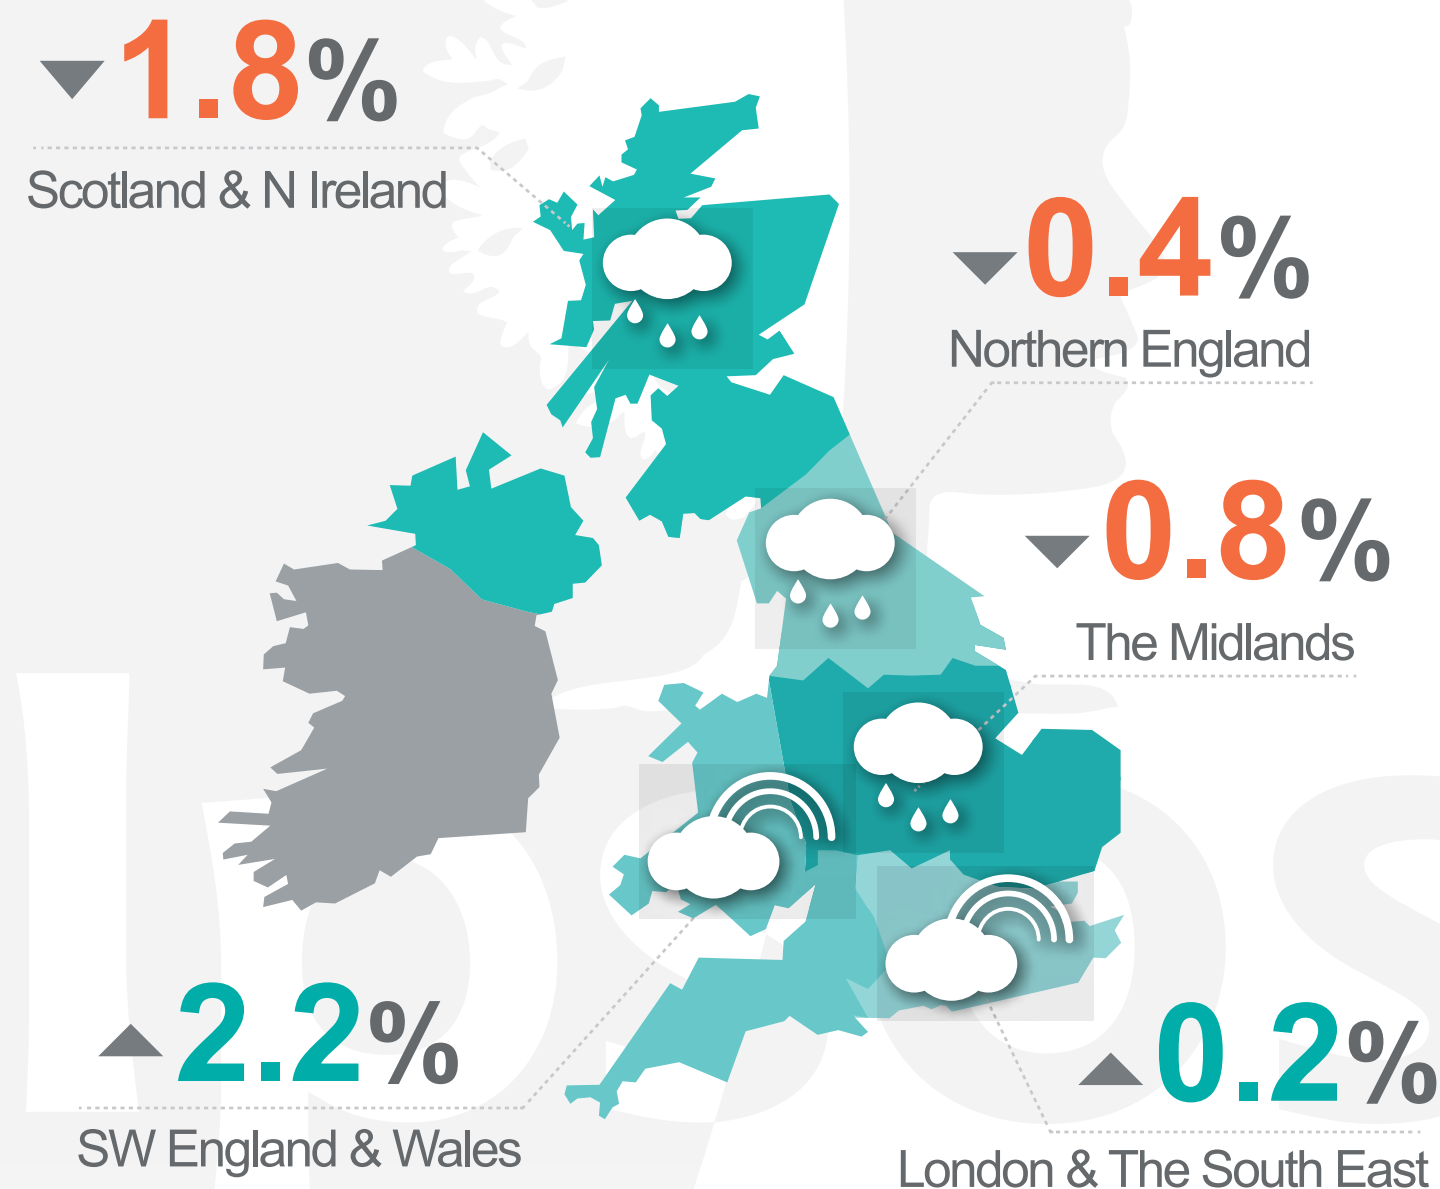 ▼1.8%
Scotland & N Ireland
▼0.4%
Northern England
▼0.8%
The Midlands
▲2.2%
SW England & Wales
▲0.2%
London & The South East
Ipsos